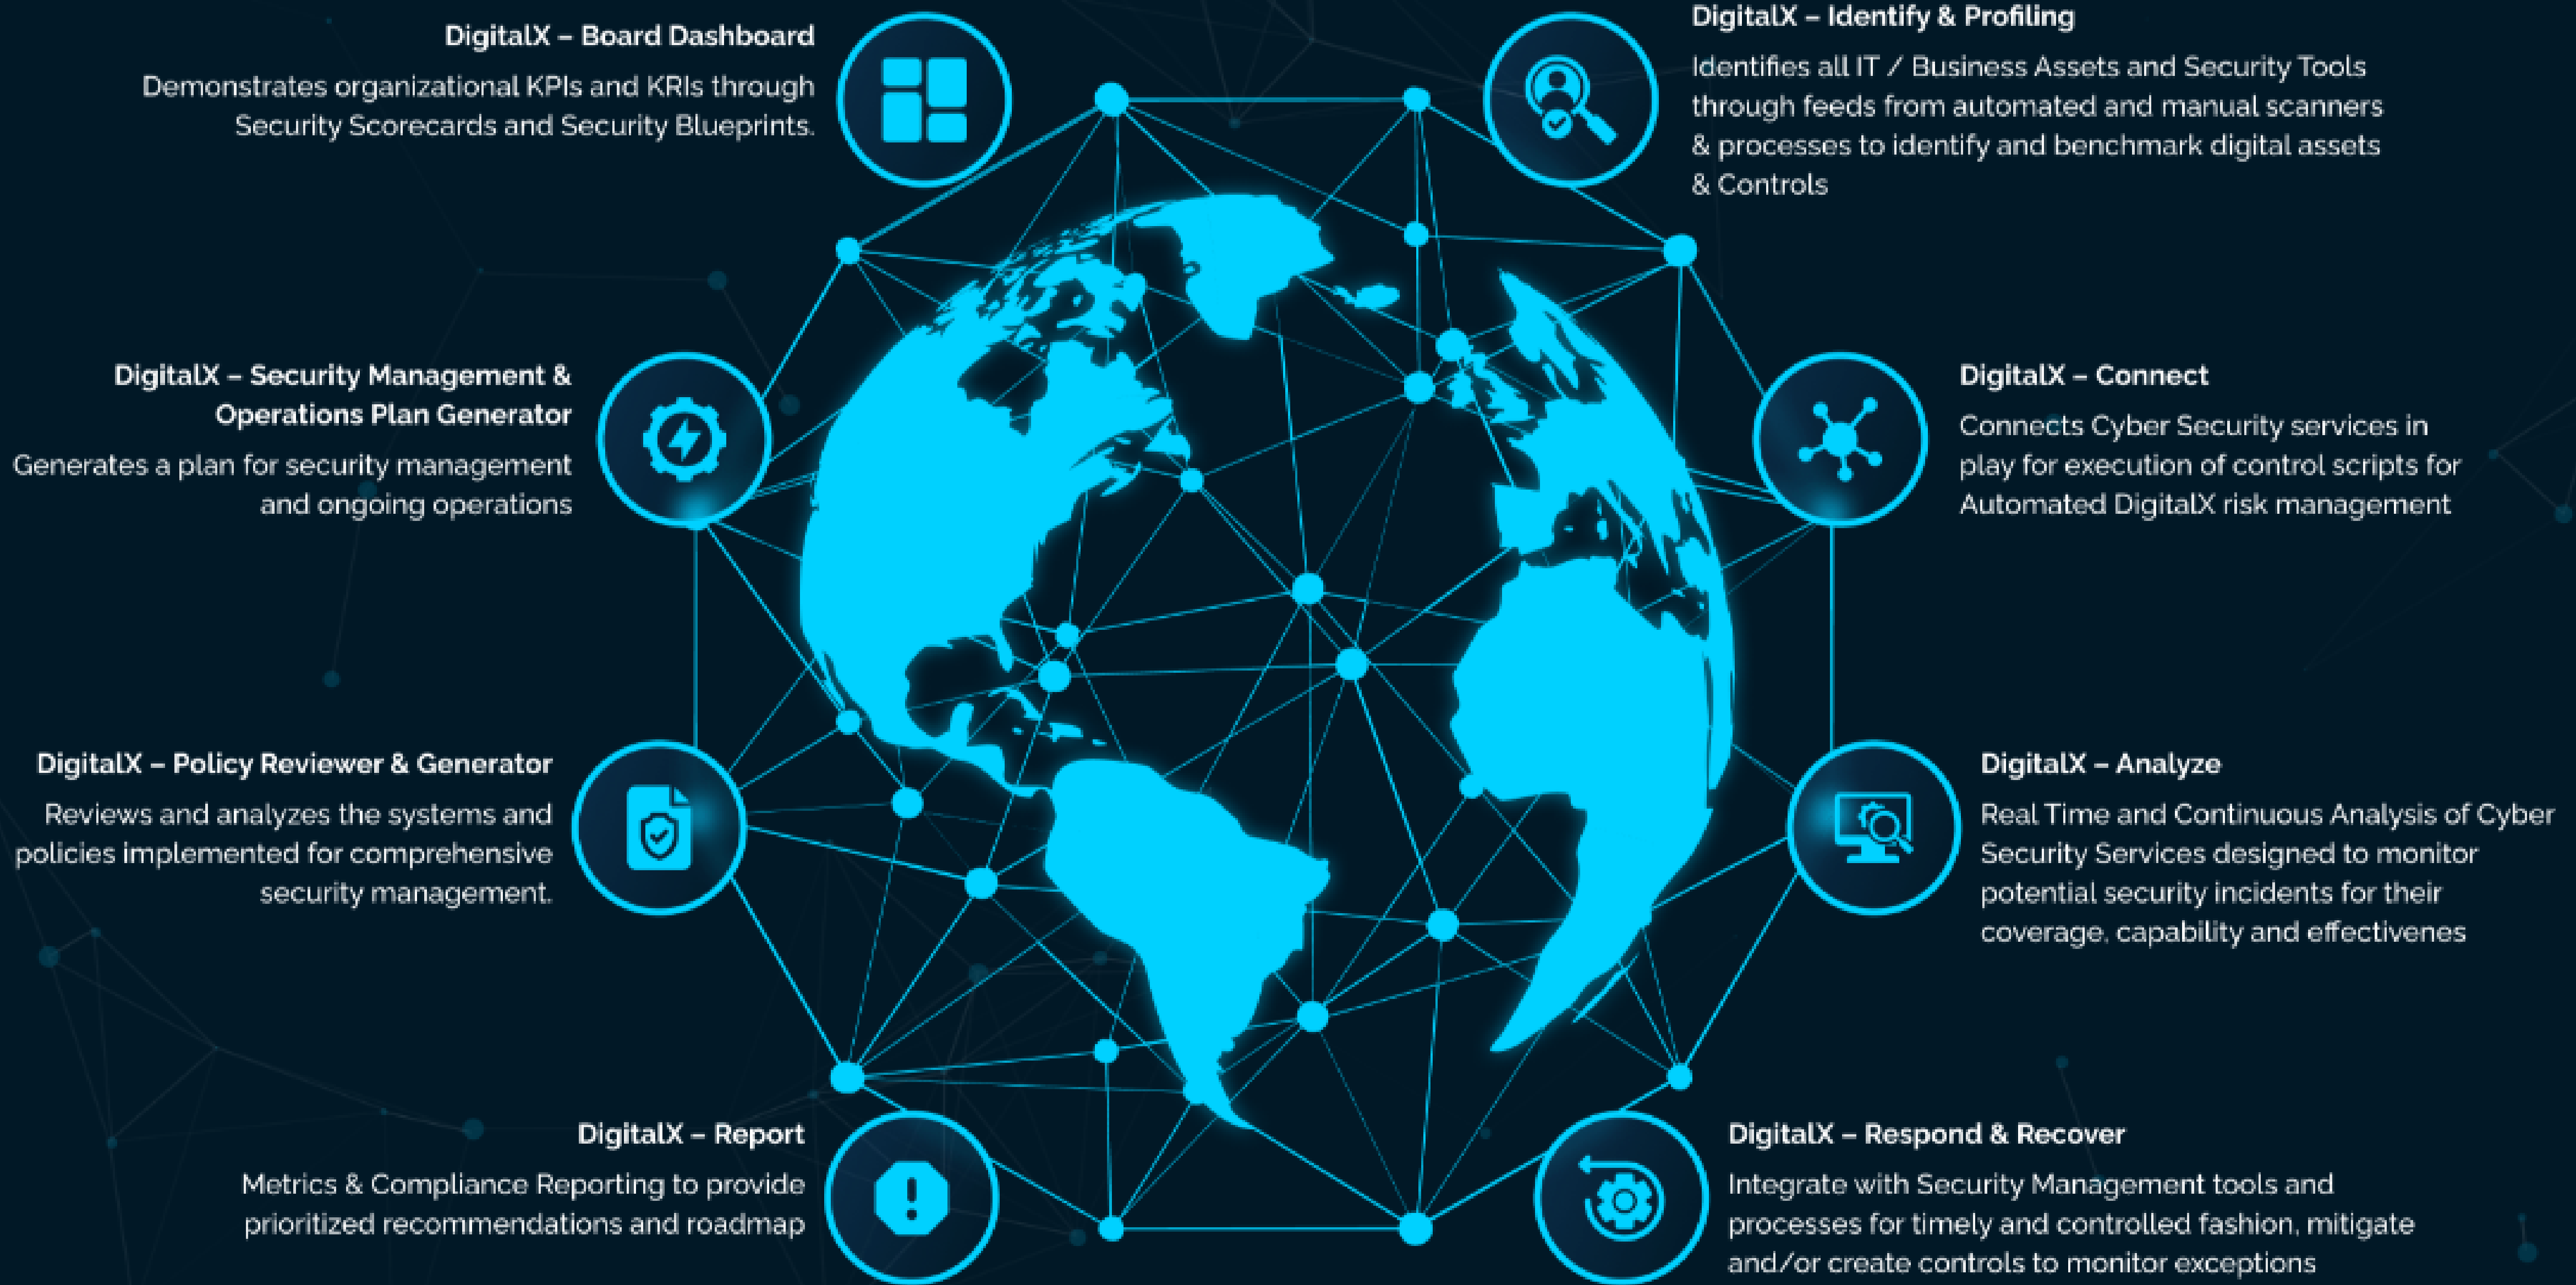 DigitalX – Board Dashboard
Demonstrates organizational KPIs and KRIs through
Security Scorecards and Security Blueprints.
DigitalX – Identify & Profiling
Identifies all IT / Business Assets and Security Tools
through feeds from automated and manual scanners
& processes to identify and benchmark digital assets
& Controls
DigitalX – Security Management &
Operations Plan Generator
Generates a plan for security management
and ongoing operations
DigitalX – Connect
Connects Cyber Security services in
play for execution of control scripts for
Automated DigitalX risk management
DigitalX – Policy Reviewer & Generator
Reviews and analyzes the systems and
policies implemented for comprehensive
security management.
DigitalX – Analyze
Real Time and Continuous Analysis of Cyber
Security Services designed to monitor
potential security incidents for their
coverage, capability and effectivenes
DigitalX – Report
Metrics & Compliance Reporting to provide
prioritized recommendations and roadmap
DigitalX – Respond & Recover
Integrate with Security Management tools and
processes for timely and controlled fashion, mitigate
and/or create controls to monitor exceptions